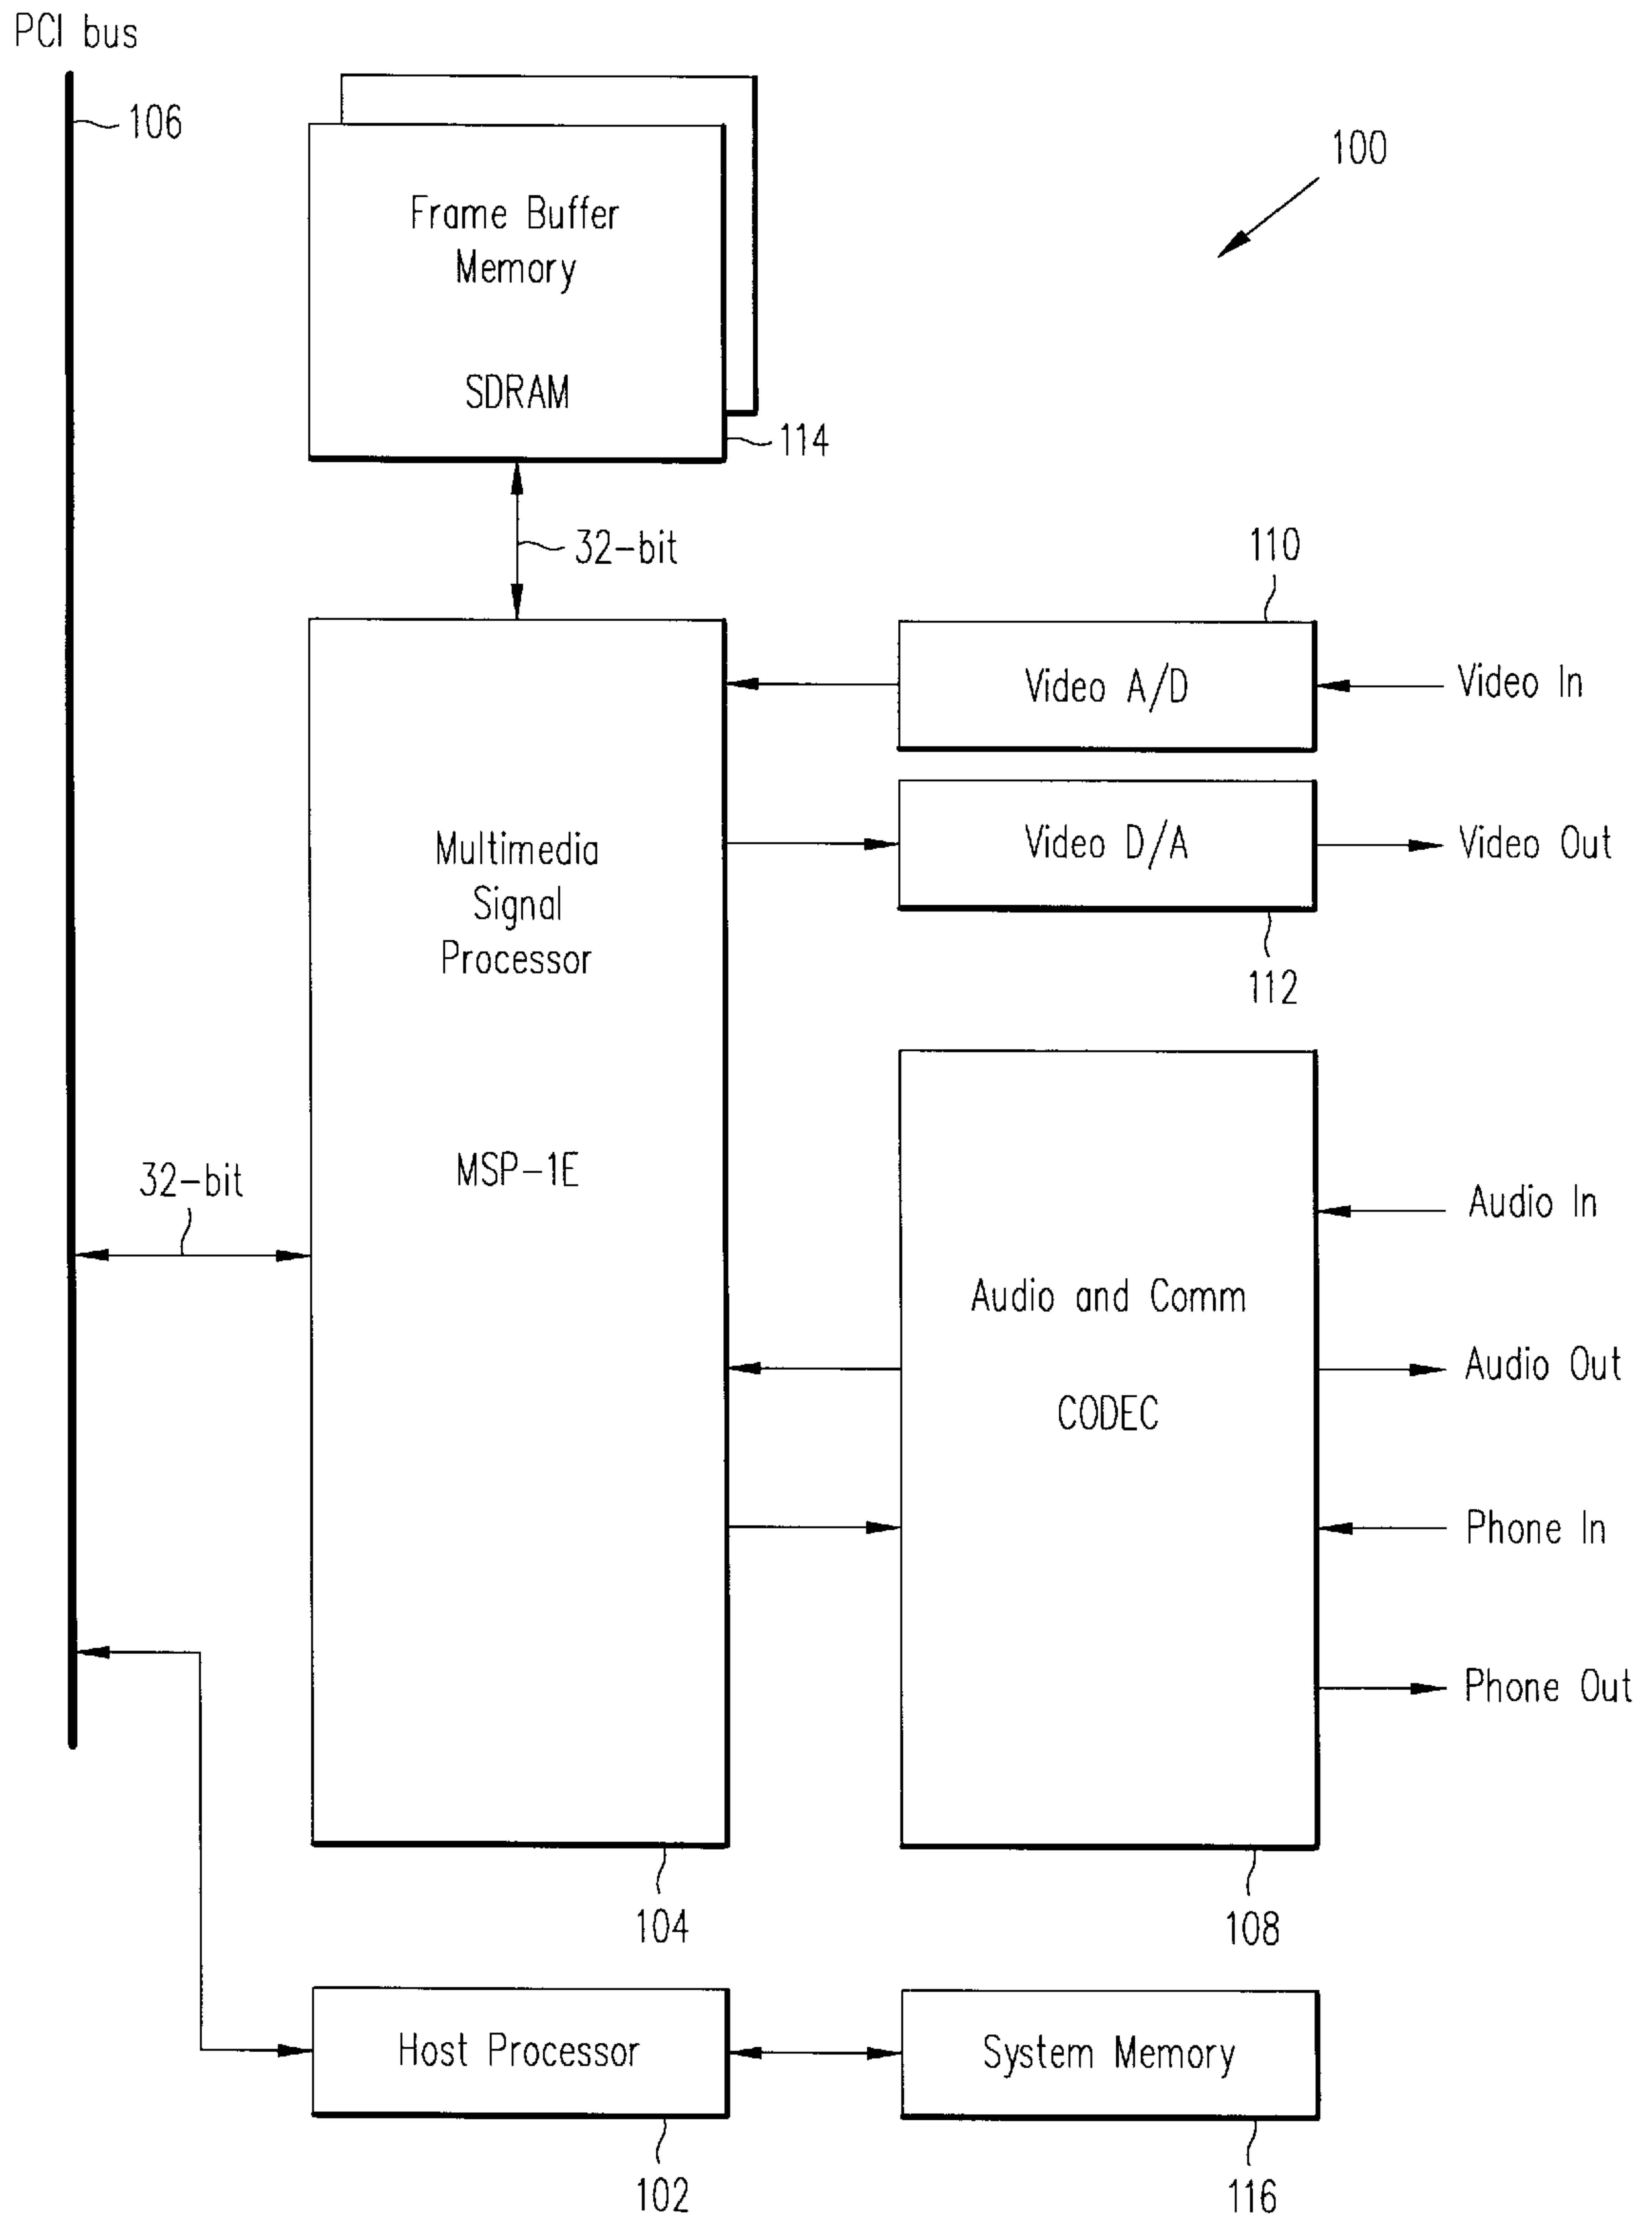 PCI bus
106
100
Frame Buffer
Memory
SDRAM
114
32-bit
110
Video A/D
Video In
Video D/A
Video Out
112
Multimedia
Signal
Processor
MSP-1E
32-bit
Audio In
Audio and Comm
Audio Out
CODEC
Phone In
Phone Out
104
108
Host Processor
System Memory
102
116